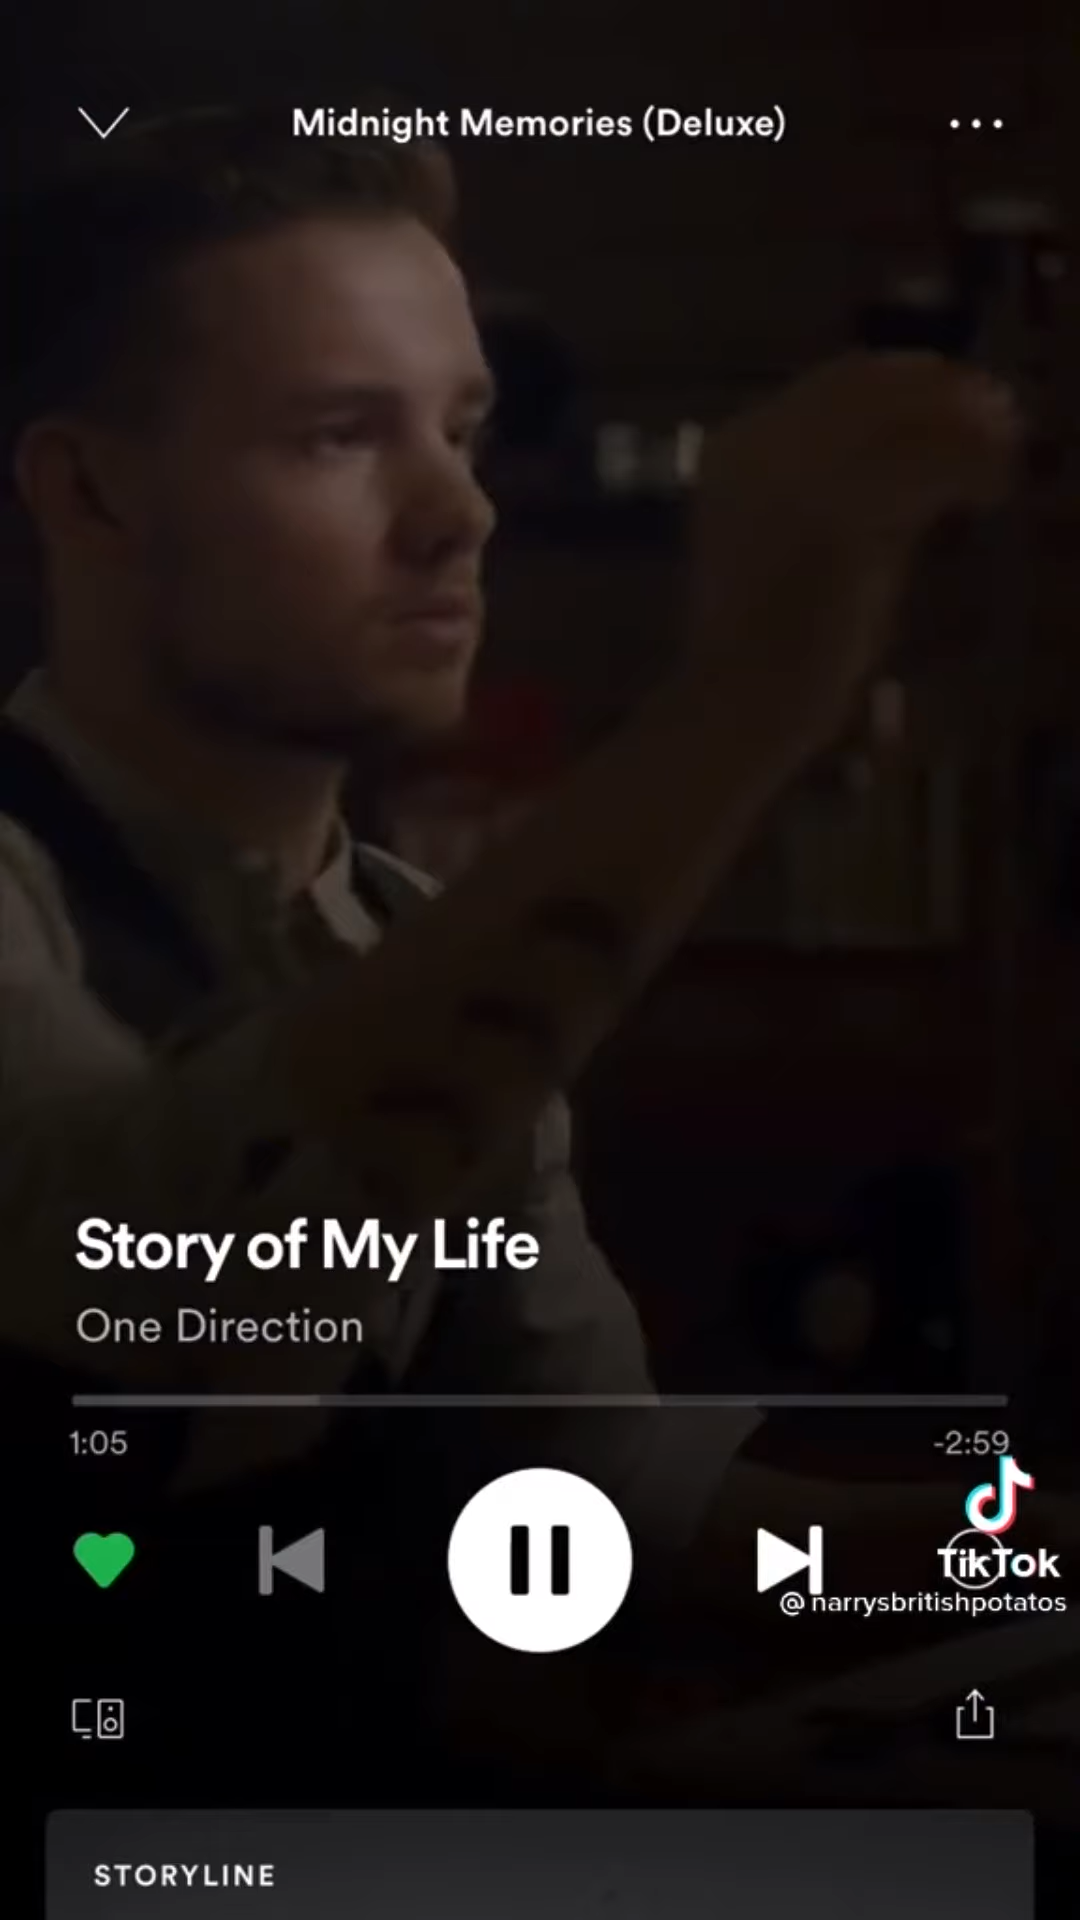 Midnight Memories (Deluxe)
Story of My Life
One Direction
1:05
-2:59
TikTok
@narrysbritishpotatos
STORYLINE